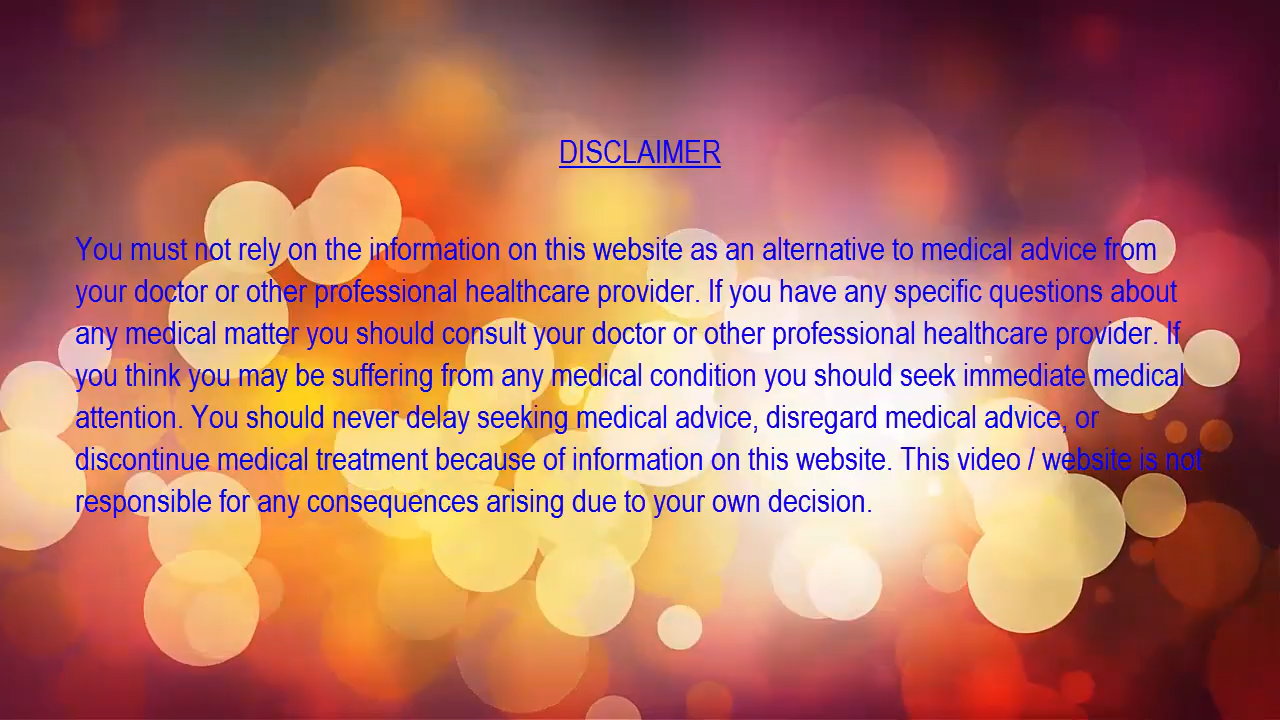 DISCLAIMER
You must not rely on the information on this website as an alternative to medical advice from
your doctor or other professional healthcare provider. If you have any specific questions about
any medical matter you should consult your doctor or other professional healthcare provider. If
you think you may be suffering from any medical condition you should seek immediate medical
attention. You should never delay seeking medical advice, disregard medical advice, or
discontinue medical treatment because of information on this website. This video / website is not
responsible for any consequences arising due to your own decision.